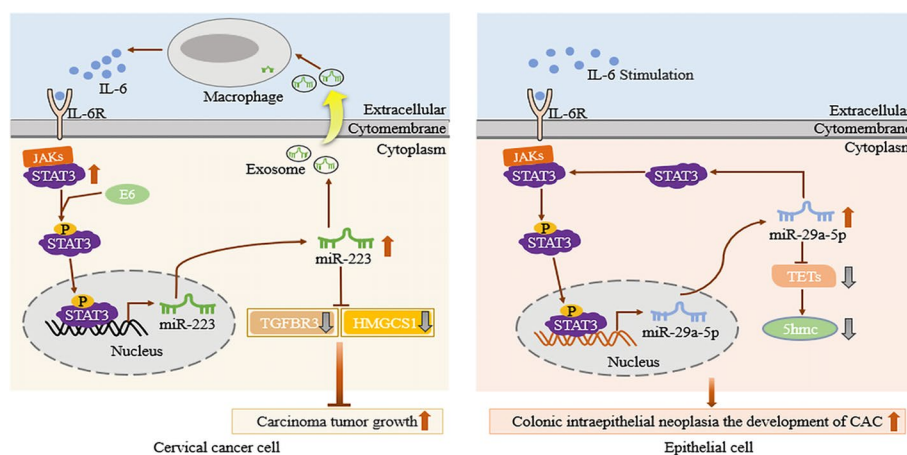 IL-6
Macrophage
IL-6R
Extracellular
Cytomembrane
Cytoplasm
JAKs
STAT3
E6
Exosome
P
STAT3
miR-223
P
STAT3
miR-223
Nucleus
TGFBR3
HMGCS1
Carcinoma tumor growth
Cervical cancer cell
IL-6 Stimulation
IL-6R
Extracellular
Cytomembrane
Cytoplasm
JAKs
STAT3
STAT3
P
STAT3
miR-29a-5p
TETs
P
STAT3
miR-29a-5p
5hmc
Nucleus
Colonic intraepithelial neoplasia the development of CAC
Epithelial cell